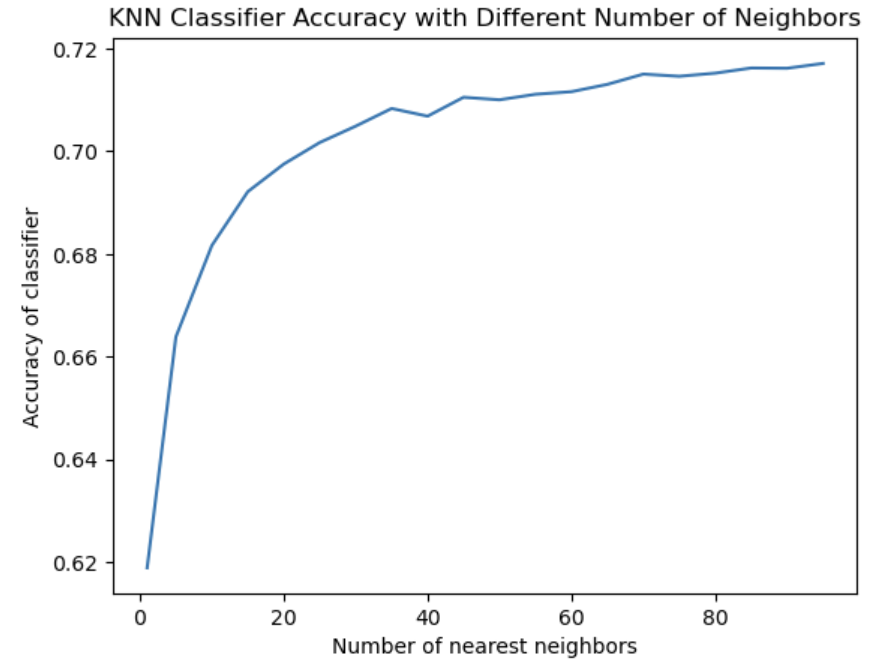 KNN Classifier Accuracy with Different Number of Neighbors
0.72
0.70
0.68
0.66
0.64
0.62
Accuracy of classifier
0 20 40 60 80
Number of nearest neighbors